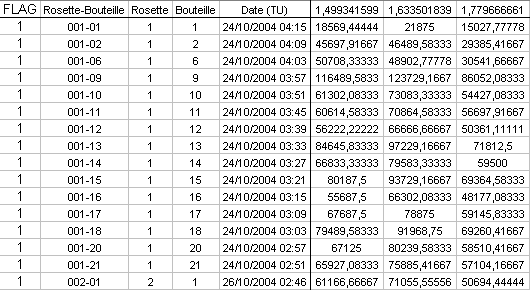 FLAG Rosette-Bouteille Rosette Bouteille Date (TU) 1,499341599 1,633501839 1,779666661
1 001-01 1 1 24/10/2004 04:15 18569,44444 21875 15027,77778
1 001-02 1 2 24/10/2004 04:09 45697,91667 46489,58333 29385,41667
1 001-06 1 6 24/10/2004 04:03 50708,33333 48902,77778 30541,66667
1 001-09 1 9 24/10/2004 03:57 116489,5833 123729,1667 86052,08333
1 001-10 1 10 24/10/2004 03:51 61302,08333 73083,33333 54427,08333
1 001-11 1 11 24/10/2004 03:45 60614,58333 70864,58333 56697,91667
1 001-12 1 12 24/10/2004 03:39 56222,22222 66666,66667 50361,11111
1 001-13 1 13 24/10/2004 03:33 84645,83333 97229,16667 71812,5
1 001-14 1 14 24/10/2004 03:27 66833,33333 79583,33333 59500
1 001-15 1 15 24/10/2004 03:21 80187,5 93729,16667 69364,58333
1 001-16 1 16 24/10/2004 03:15 55687,5 66302,08333 48177,08333
1 001-17 1 17 24/10/2004 03:09 67687,5 78875 59145,83333
1 001-18 1 18 24/10/2004 03:03 79489,58333 91968,75 69260,41667
1 001-20 1 20 24/10/2004 02:57 67125 80239,58333 58510,41667
1 001-21 1 21 24/10/2004 02:51 65927,08333 75885,41667 57104,16667
1 002-01 2 1 26/10/2004 02:46 61166,66667 71055,55556 50694,44444